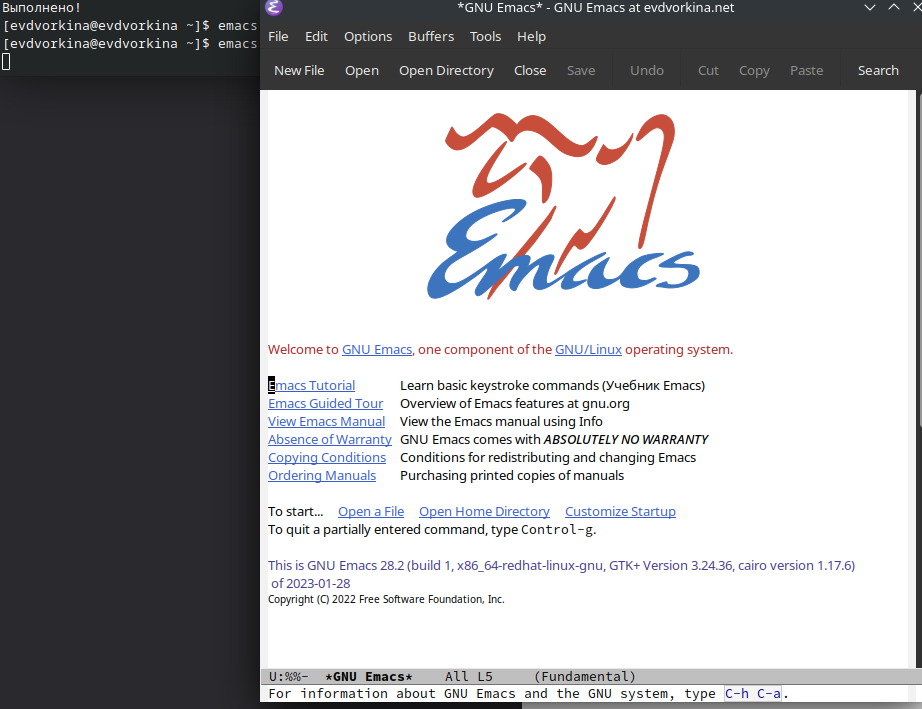 Выполнено!
[evdvorkina@evdvorkina ~]$ emacs
[evdvorkina@evdvorkina ~]$ emacs
*GNU Emacs* - GNU Emacs at evdvorkina.net
File Edit Options Buffers Tools Help
New File Open Open Directory Close Save Undo Cut Copy Paste Search
Emacs
Welcome to GNU Emacs, one component of the GNU/Linux operating system.
Emacs Tutorial Learn basic keystroke commands (Учебник Emacs)
Emacs Guided Tour Overview of Emacs features at gnu.org
View Emacs Manual View the Emacs manual using Info
Absence of Warranty GNU Emacs comes with ABSOLUTELY NO WARRANTY
Copying Conditions Conditions for redistributing and changing Emacs
Ordering Manuals Purchasing printed copies of manuals
To start... Open a File Open Home Directory Customize Startup
To quit a partially entered command, type Control-g.
This is GNU Emacs 28.2 (build 1, x86_64-redhat-linux-gnu, GTK+ Version 3.24.36, cairo version 1.17.6)
of 2023-01-28
Copyright (C) 2022 Free Software Foundation, Inc.
U:%%- *GNU Emacs* All L5 (Fundamental)
For information about GNU Emacs and the GNU system, type C-h C-a.